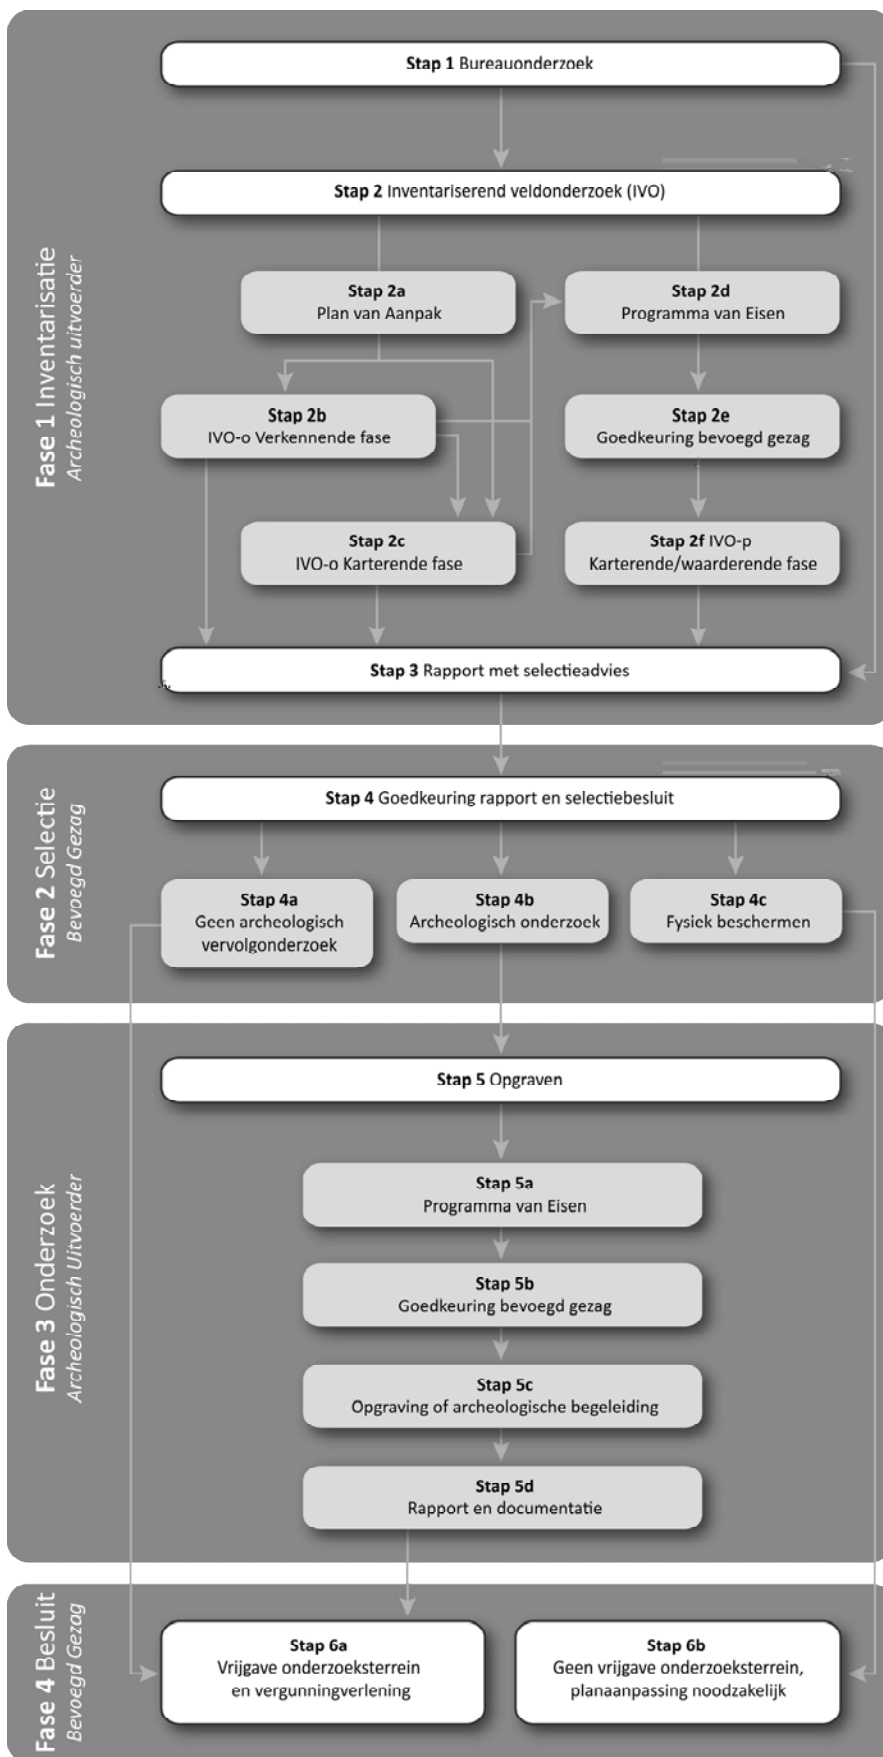 Fase 1 Inventarisatie
Archeologisch uitvoerder
Stap 1 Bureauonderzoek
Stap 2 Inventariserend veldonderzoek (IVO)
Stap 2a
Plan van Aanpak
Stap 2d
Programma van Eisen
Stap 2b
IVO-o Verkennende fase
Stap 2e
Goedkeuring bevoegd gezag
Stap 2c
IVO-o Karterende fase
Stap 2f IVO-p
Karterende/waarderende fase
Stap 3 Rapport met selectieadvies
Fase 2 Selectie
Bevoegd Gezag
Stap 4 Goedkeuring rapport en selectiebesluit
Stap 4a
Geen archeologisch
vervolgonderzoek
Stap 4b
Archeologisch onderzoek
Stap 4c
Fysiek beschermen
Fase 3 Onderzoek
Archeologisch Uitvoerder
Stap 5 Opgraven
Stap 5a
Programma van Eisen
Stap 5b
Goedkeuring bevoegd gezag
Stap 5c
Opgraving of archeologische begeleiding
Stap 5d
Rapport en documentatie
Fase 4 Besluit
Bevoegd Gezag
Stap 6a
Vrijgave onderzoeksterrein
en vergunningverlening
Stap 6b
Geen vrijgave onderzoeksterrein,
planaanpassing noodzakelijk